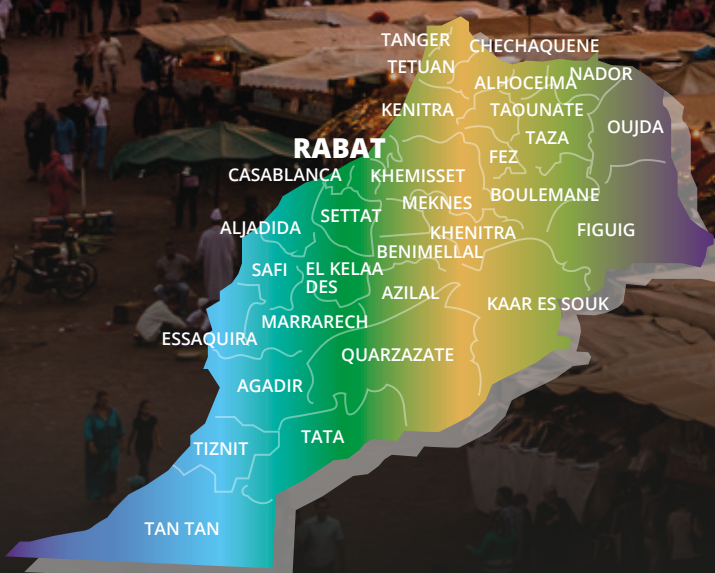 TANGER
CHECHAQUENE
TETUAN
NADOR
ALHOCEIMA
KENITRA
TAOUNATE
OUJDA
TAZA
RABAT
FEZ
CASABLANCA
KHEMISSET
BOULEMANE
MEKNES
SETTAT
ALJADIDA
KHENITRA
FIGUIG
BENIMELLAL
SAFI
EL KELAA
DES
AZILAL
KAAR ES SOUK
MARRARECH
ESSAQUIRA
QUARZAZATE
AGADIR
TATA
TIZNIT
TAN TAN